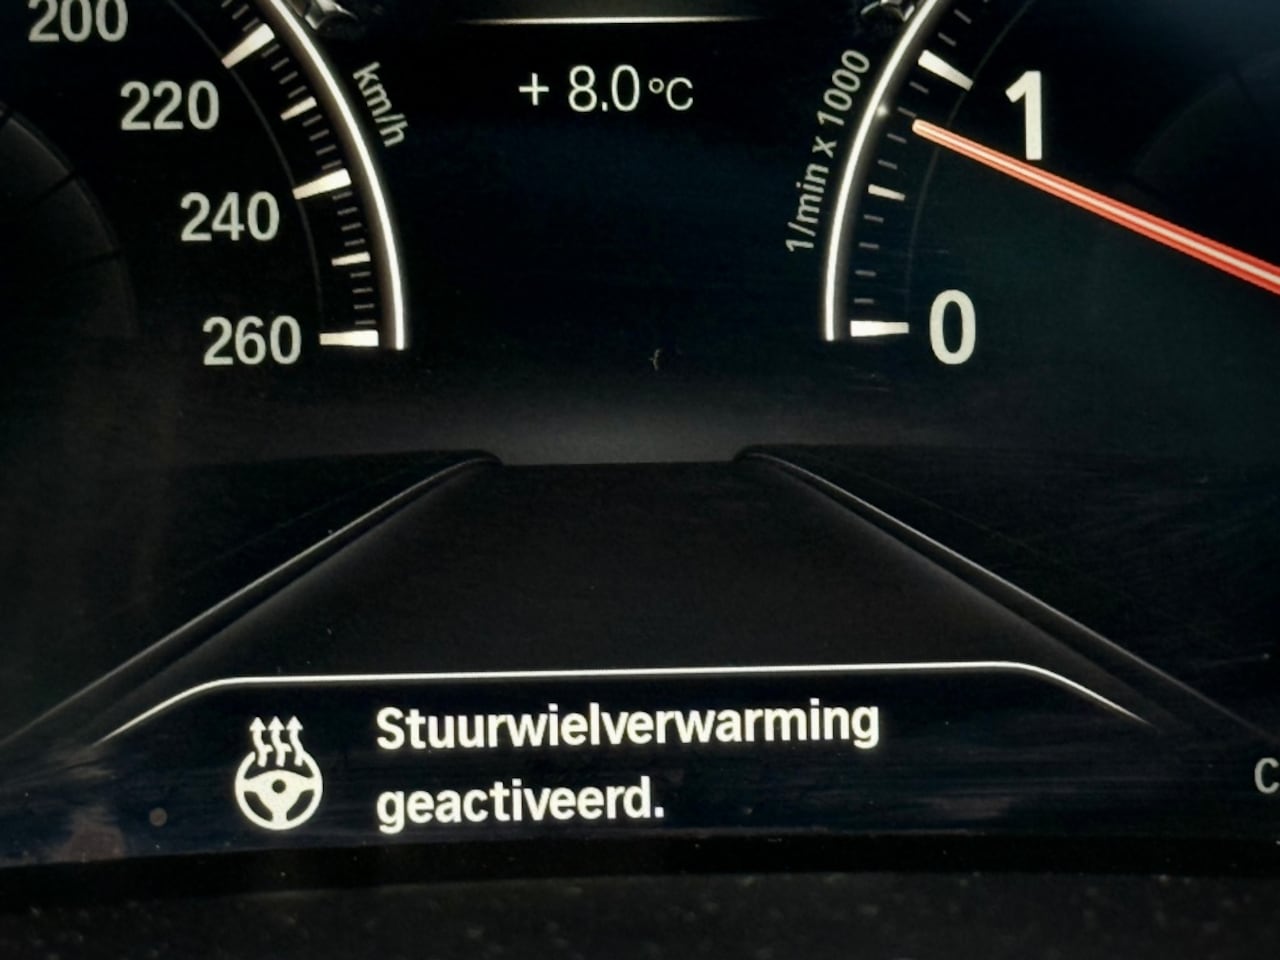 200
220
240
260
km/h
+ 8.0 °C
1/min x 1000
1
0
Stuurwielverwarming
geactiveerd.
C